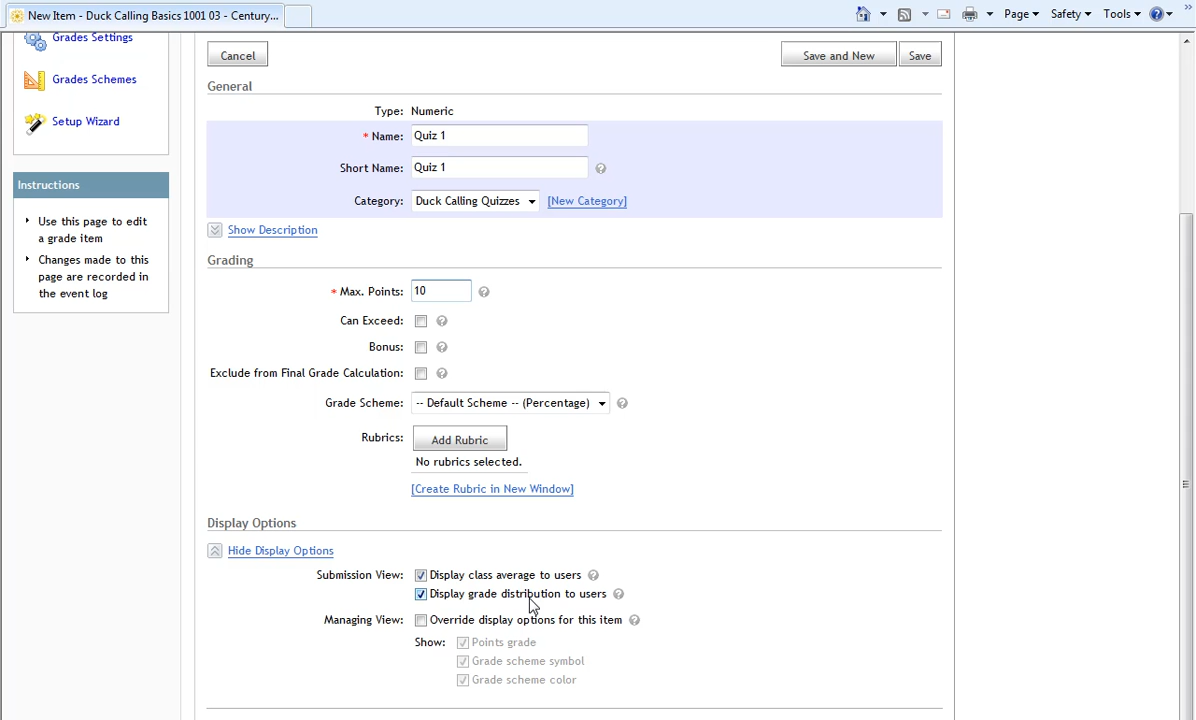 New Item - Duck Calling Basics 1001 03 - Century...
Page
Safety
Tools
Grades Settings
Grades Schemes
Setup Wizard
Instructions
Use this page to edit
a grade item
Changes made to this
page are recorded in
the event log
Cancel
Save and New
Save
General
Type: Numeric
* Name: Quiz 1
Short Name: Quiz 1
Category: Duck Calling Quizzes [New Category]
Show Description
Grading
* Max. Points: 10
Can Exceed:
Bonus:
Exclude from Final Grade Calculation:
Grade Scheme: -- Default Scheme -- (Percentage)
Rubrics: Add Rubric
No rubrics selected.
[Create Rubric in New Window]
Display Options
Hide Display Options
Submission View: Display class average to users
Display grade distribution to users
Managing View: Override display options for this item
Show: Points grade
Grade scheme symbol
Grade scheme color